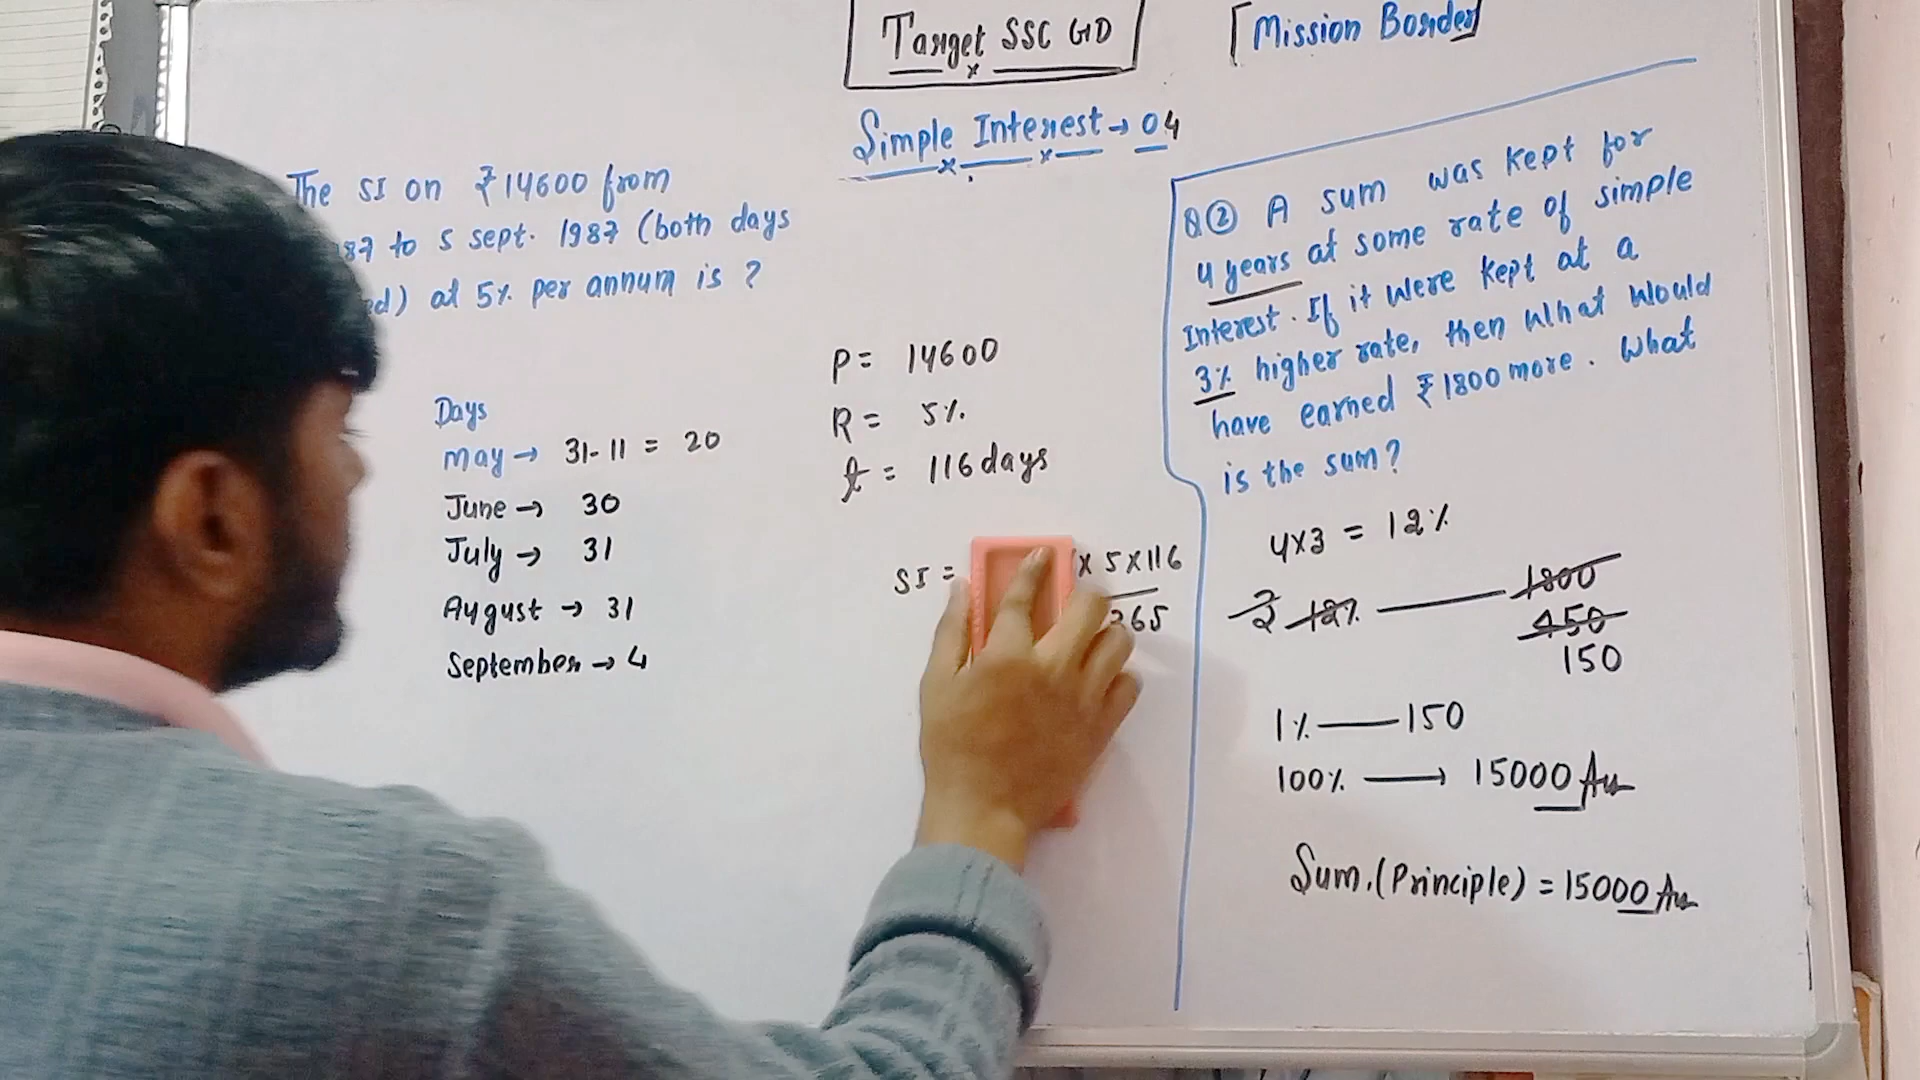 Target SSC GD
[Mission Border]
Simple Interest → 04
The SI on ₹14600 from
87 to 5 sept. 1987 (both days
ed) at 5% per annum is ?
Days
May → 31-11 = 20
June → 30
July → 31
August → 31
September → 4
P = 14600
R = 5%
t = 116 days
SI = × 5×116
365
Q② A sum was kept for
4 years at some rate of simple
Interest. If it were kept at a
3% higher rate, then what would
have earned ₹1800 more. What
is the sum?
4×3 = 12%
12% 1800
450
150
1% 150
100% → 15000 Ans
Sum.(Principle) = 15000 Ans